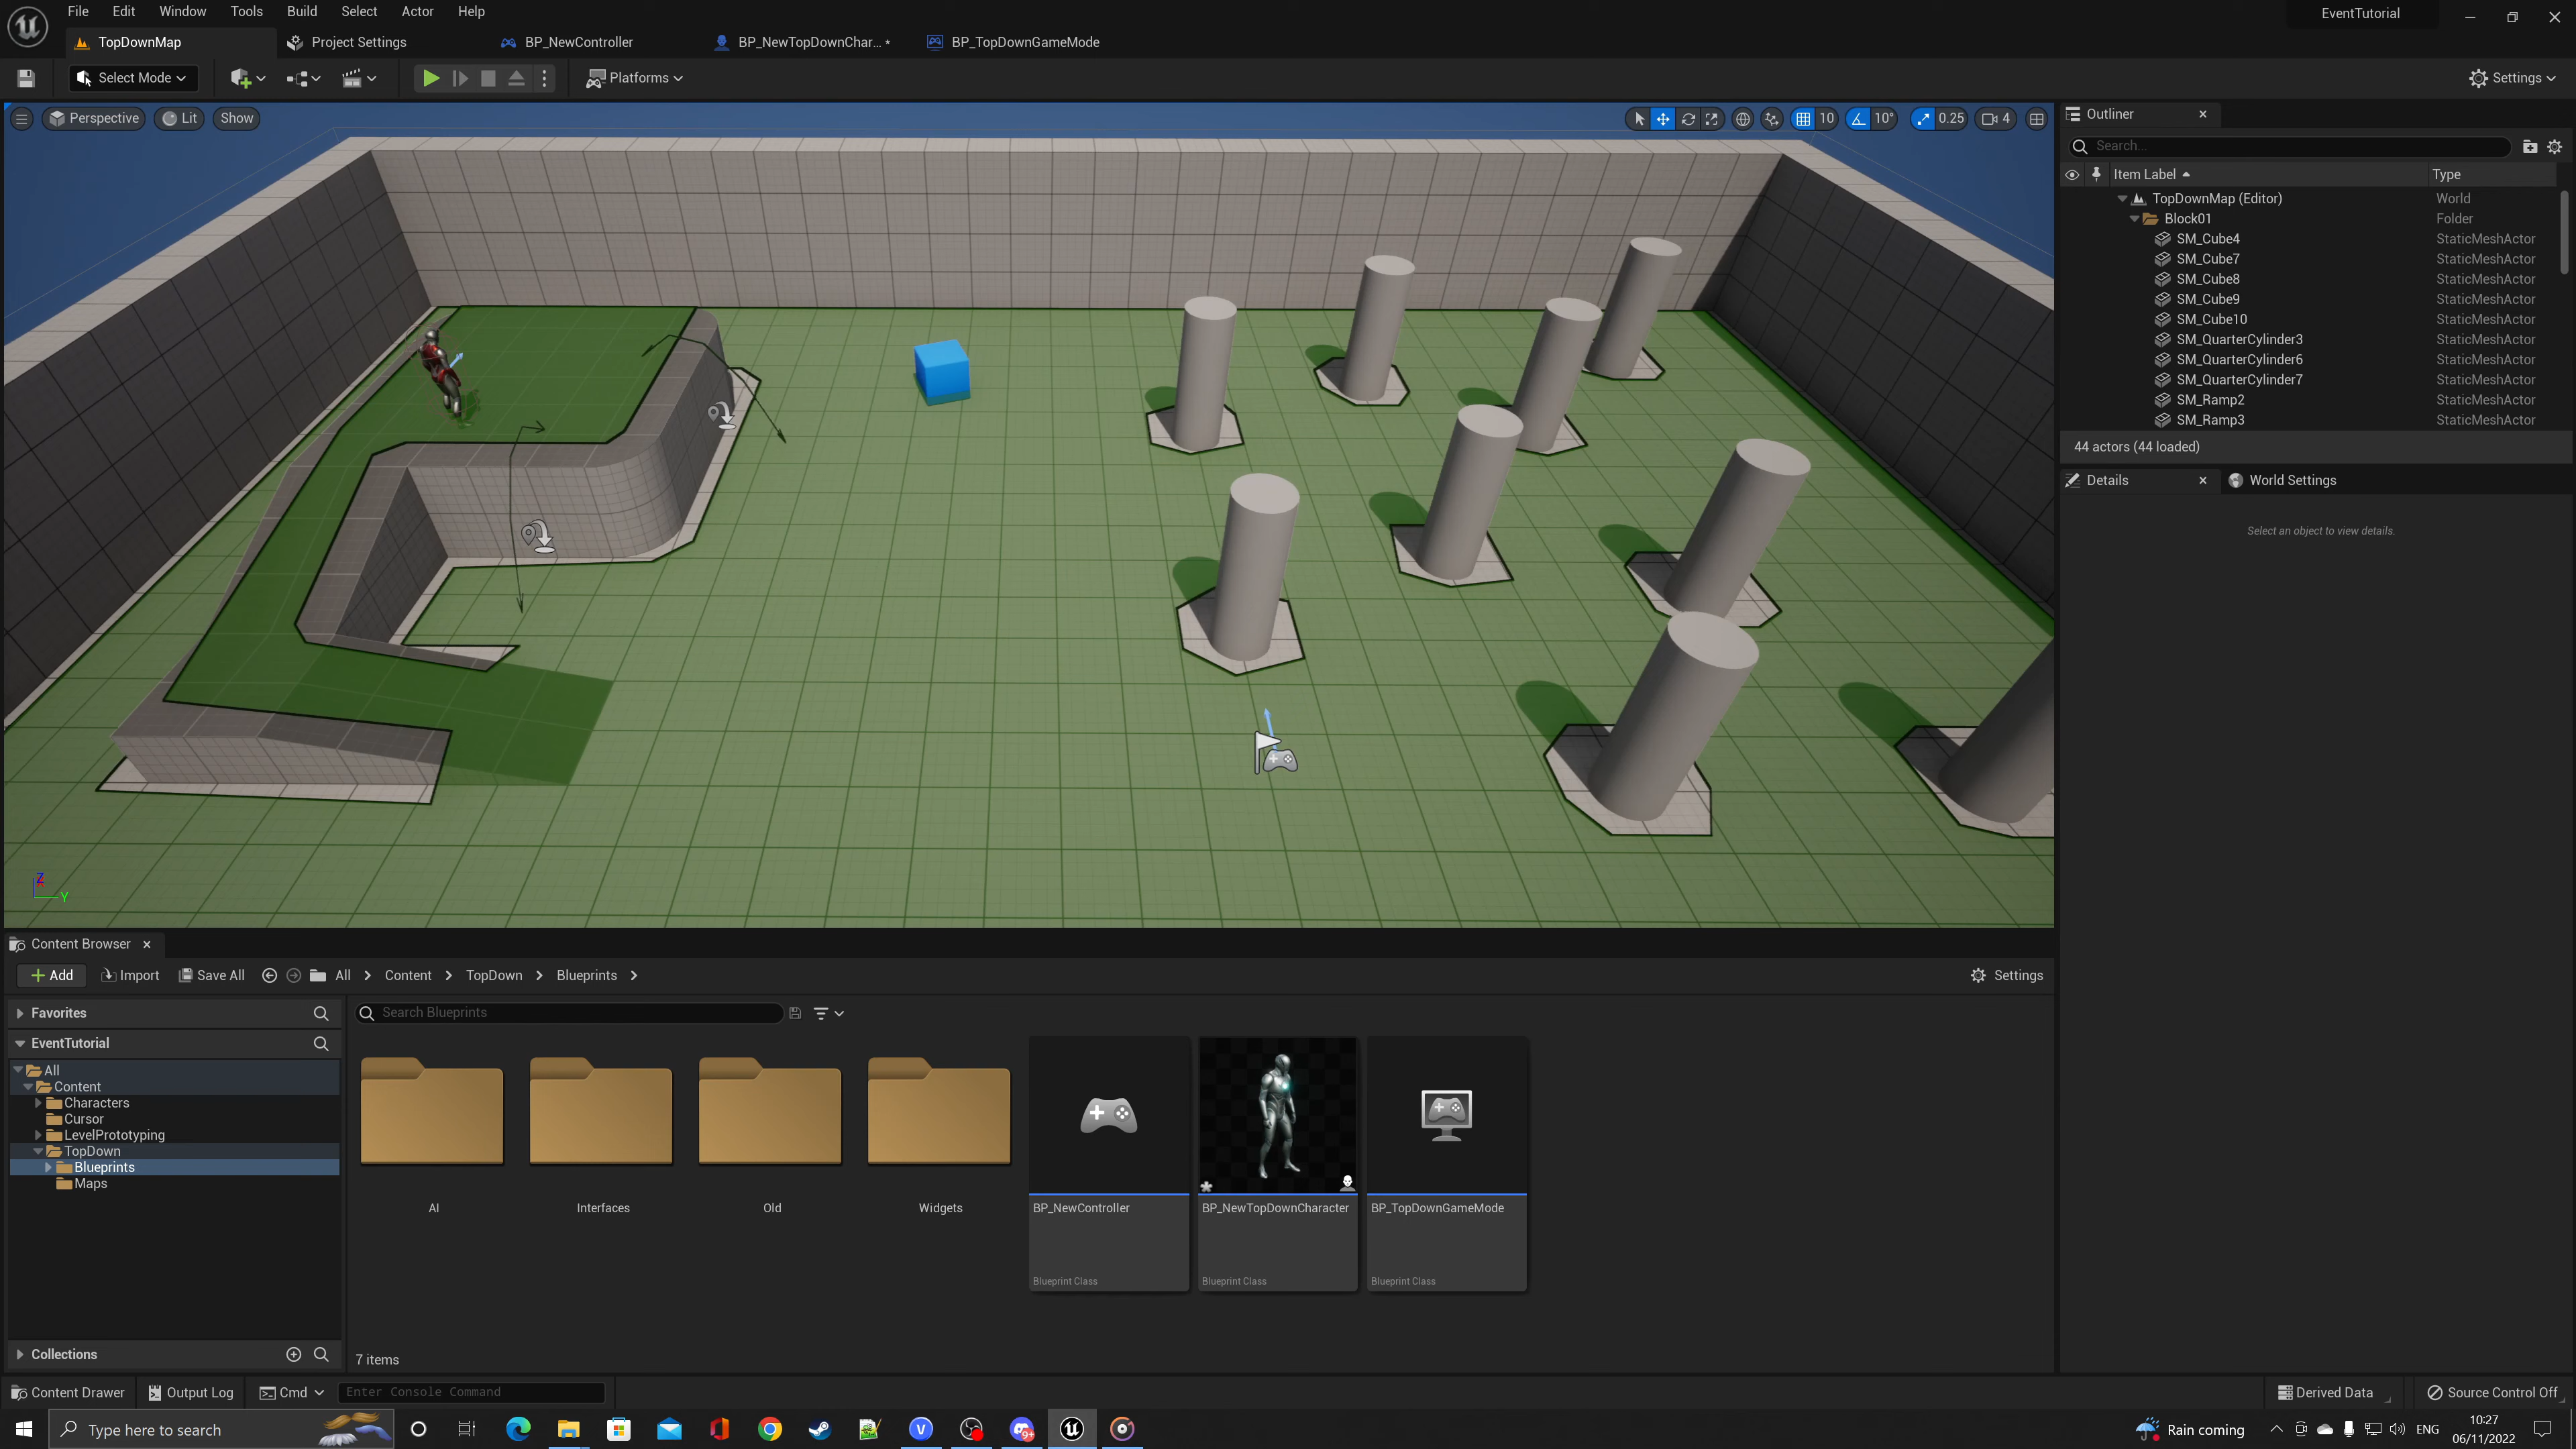 File Edit Window Tools Build Select Actor Help
EventTutorial
TopDownMap
Project Settings
BP_NewController
BP_NewTopDownChar... *
BP_TopDownGameMode
Select Mode
Platforms
Settings
Perspective
Lit
Show
10
10°
0.25
4
Outliner
Search...
Item Label
Type
TopDownMap (Editor) World
Block01 Folder
SM_Cube4 StaticMeshActor
SM_Cube7 StaticMeshActor
SM_Cube8 StaticMeshActor
SM_Cube9 StaticMeshActor
SM_Cube10 StaticMeshActor
SM_QuarterCylinder3 StaticMeshActor
SM_QuarterCylinder6 StaticMeshActor
SM_QuarterCylinder7 StaticMeshActor
SM_Ramp2 StaticMeshActor
SM_Ramp3 StaticMeshActor
44 actors (44 loaded)
Details
World Settings
Select an object to view details.
Z
Y
Content Browser
Add
Import
Save All
All > Content > TopDown > Blueprints >
Settings
Favorites
Search Blueprints
EventTutorial
All
Content
Characters
Cursor
LevelPrototyping
TopDown
Blueprints
Maps
Collections
AI
Interfaces
Old
Widgets
BP_NewController
Blueprint Class
BP_NewTopDownCharacter
Blueprint Class
BP_TopDownGameMode
Blueprint Class
7 items
Content Drawer
Output Log
Cmd
Enter Console Command
Derived Data
Source Control Off
Type here to search
V
9+
Rain coming
ENG
10:27
06/11/2022